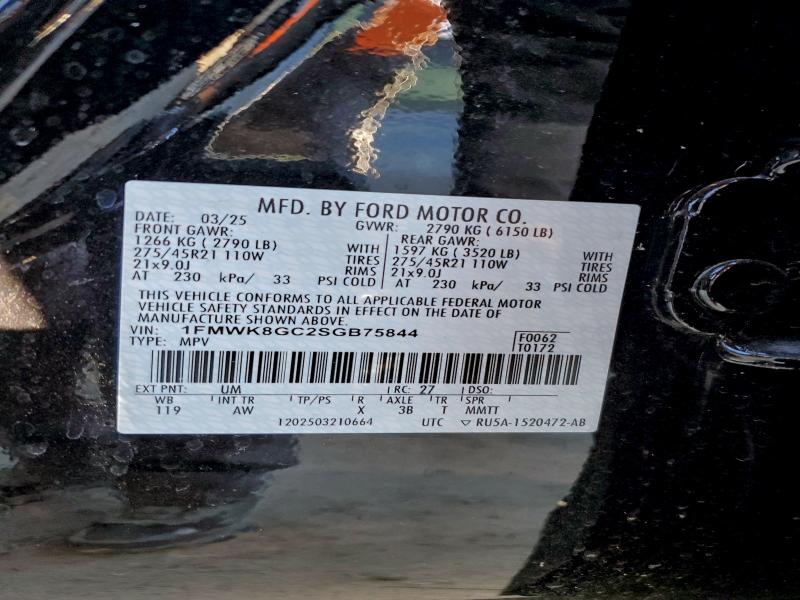 MFD. BY FORD MOTOR CO.
DATE: 03/25 GVWR: 2790 KG ( 6150 LB)
FRONT GAWR: REAR GAWR:
1266 KG ( 2790 LB) WITH 1597 KG ( 3520 LB) WITH
275/45R21 110W TIRES 275/45R21 110W TIRES
21x9.0J RIMS 21x9.0J RIMS
AT 230 kPa/ 33 PSI COLD AT 230 kPa/ 33 PSI COLD
THIS VEHICLE CONFORMS TO ALL APPLICABLE FEDERAL MOTOR
VEHICLE SAFETY STANDARDS IN EFFECT ON THE DATE OF
MANUFACTURE SHOWN ABOVE.
VIN: 1FMWK8GC2SGB75844 F0062
TYPE: MPV T0172
EXT PNT: UM RC: 27 DSO:
WB INT TR TP/PS R AXLE TR SPR
119 AW X 3B T MMTT
1202503210664 UTC ▽ RU5A-1520472-AB